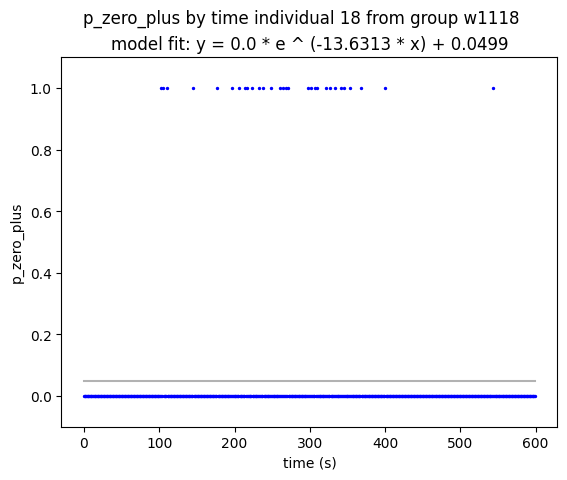 p_zero_plus by time individual 18 from group w1118
model fit: y = 0.0 * e ^ (-13.6313 * x) + 0.0499
1.0
0.8
0.6
0.4
0.2
0.0
p_zero_plus
0 100 200 300 400 500 600
time (s)